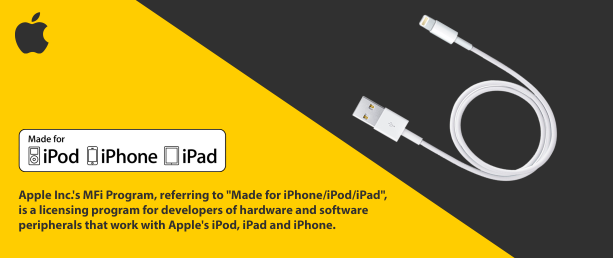 Made for
iPod iPhone iPad
Apple Inc.'s MFi Program, referring to "Made for iPhone/iPod/iPad",
is a licensing program for developers of hardware and software
peripherals that work with Apple's iPod, iPad and iPhone.